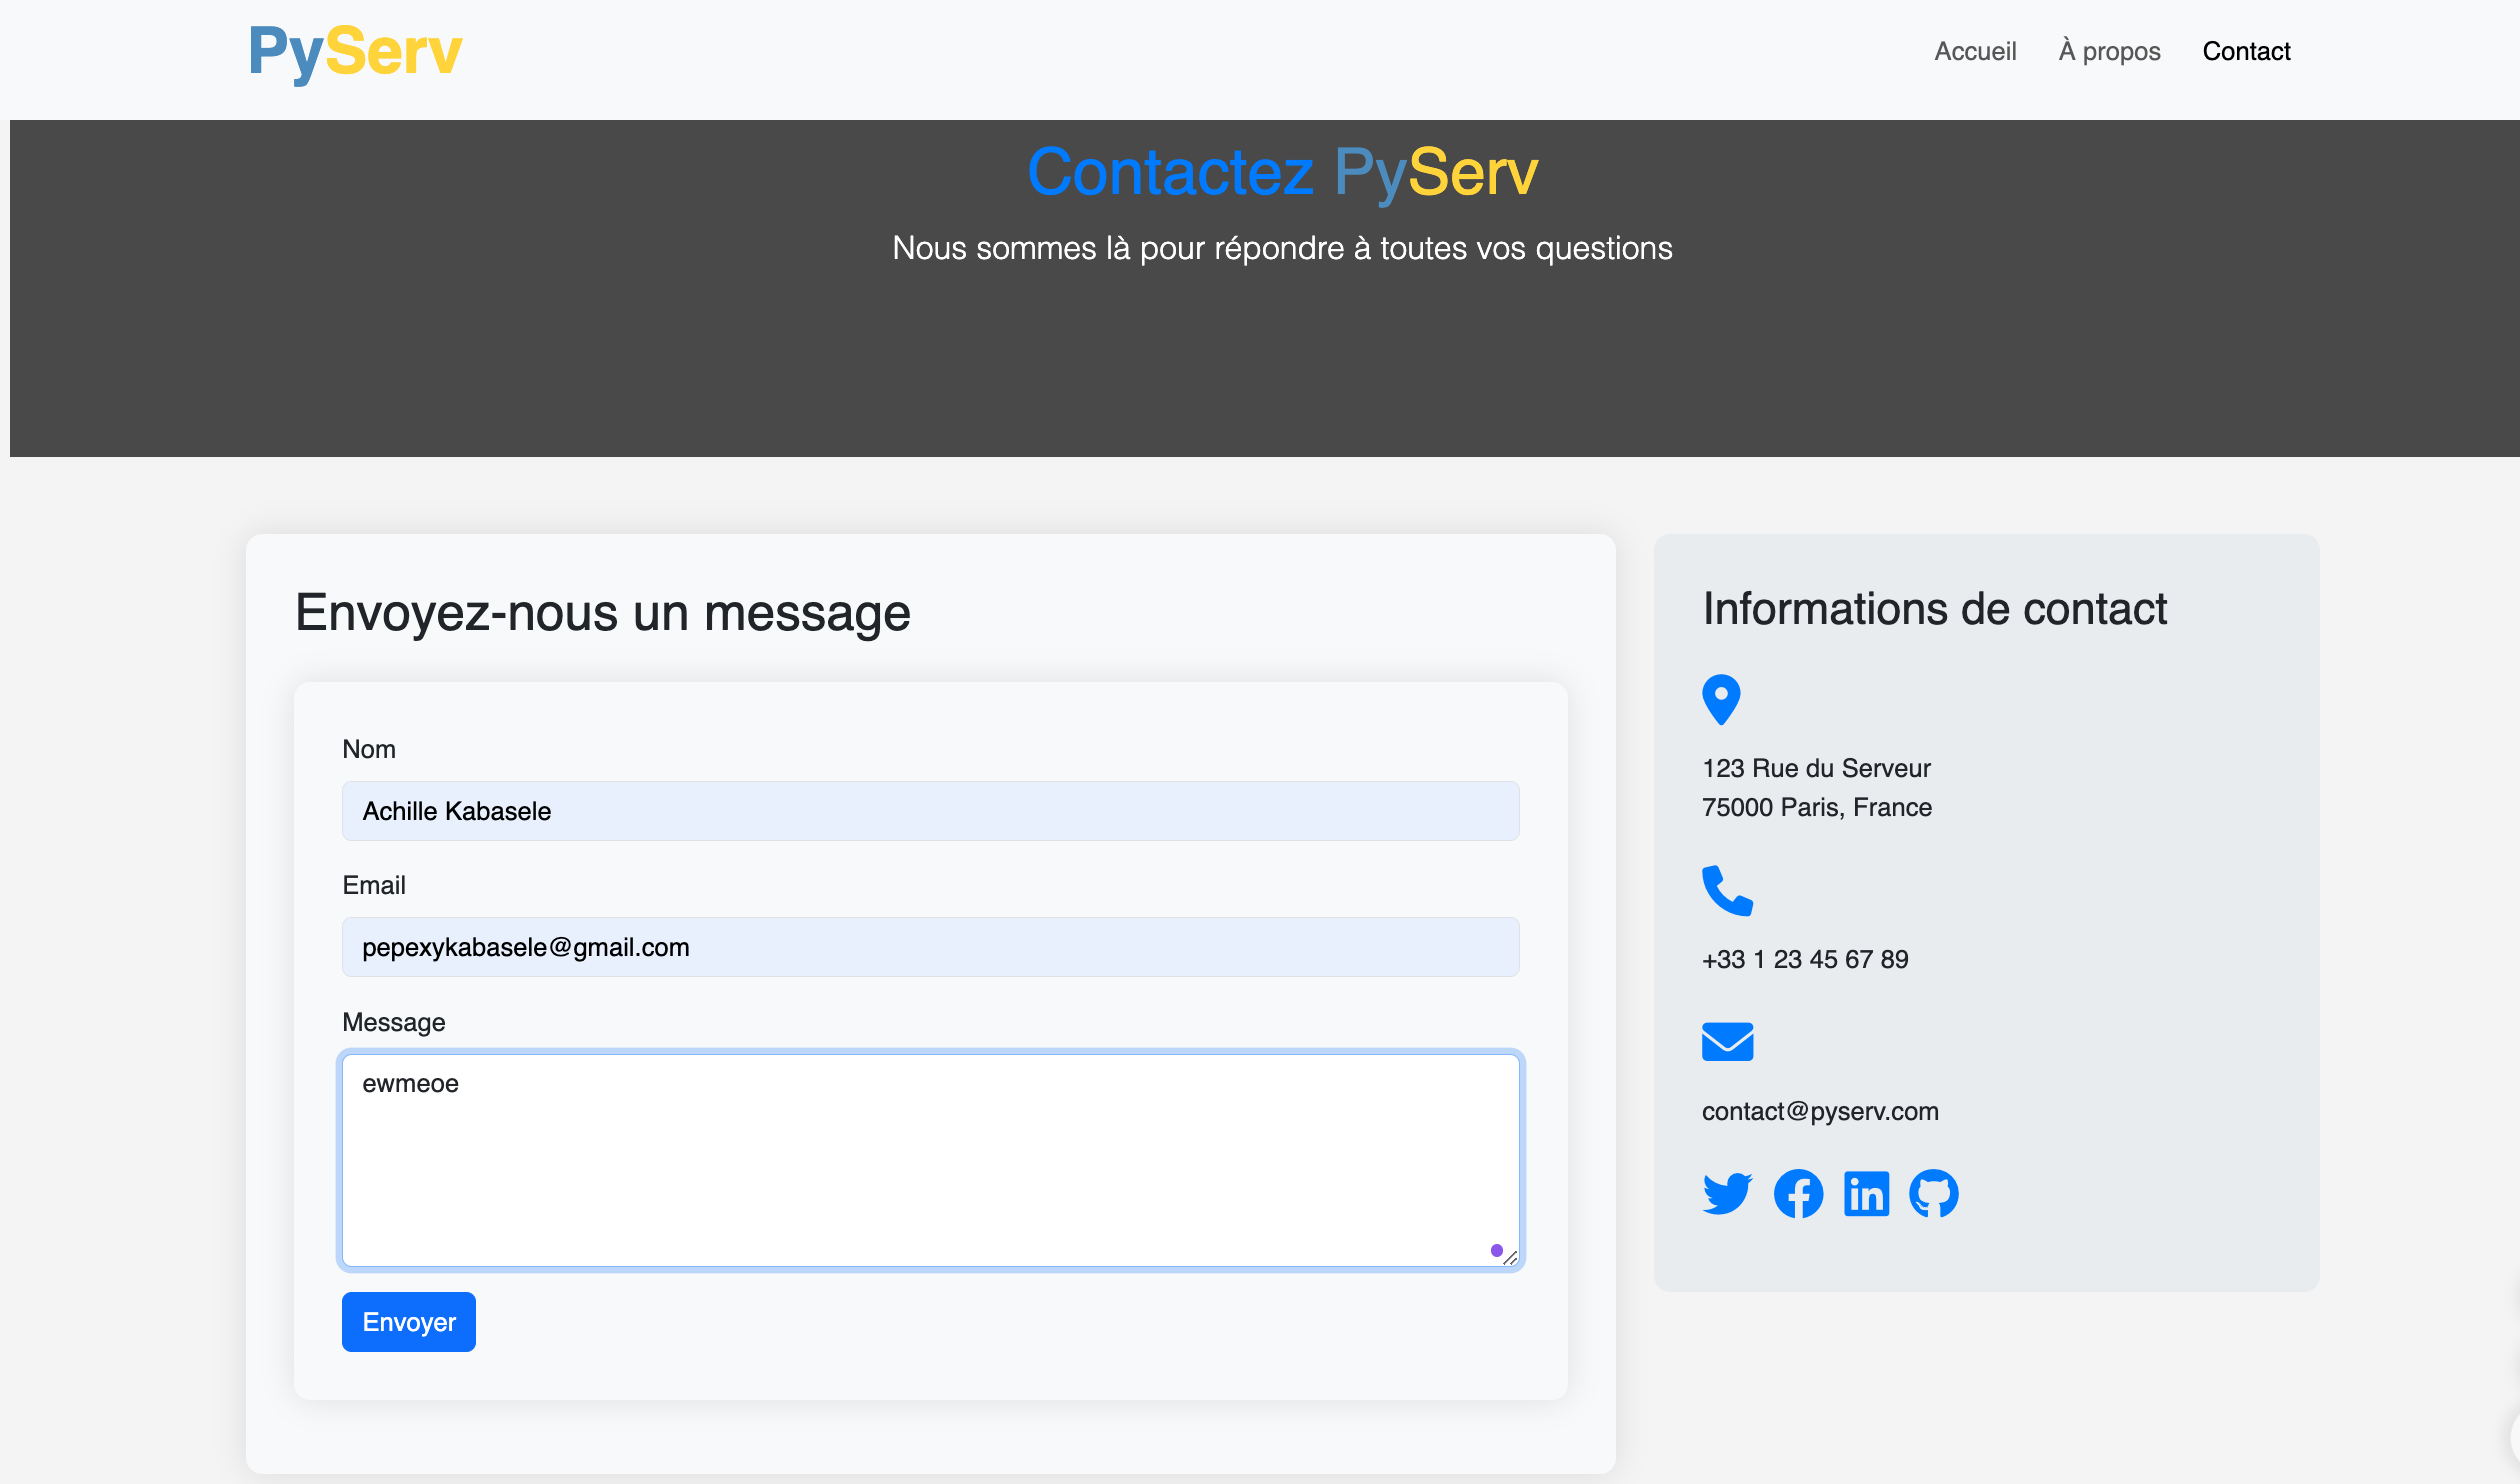 PyServ
Accueil À propos Contact
Contactez PyServ
Nous sommes là pour répondre à toutes vos questions
Envoyez-nous un message
Nom
Achille Kabasele
Email
pepexykabasele@gmail.com
Message
ewmeoe
Envoyer
Informations de contact
123 Rue du Serveur
75000 Paris, France
+33 1 23 45 67 89
contact@pyserv.com